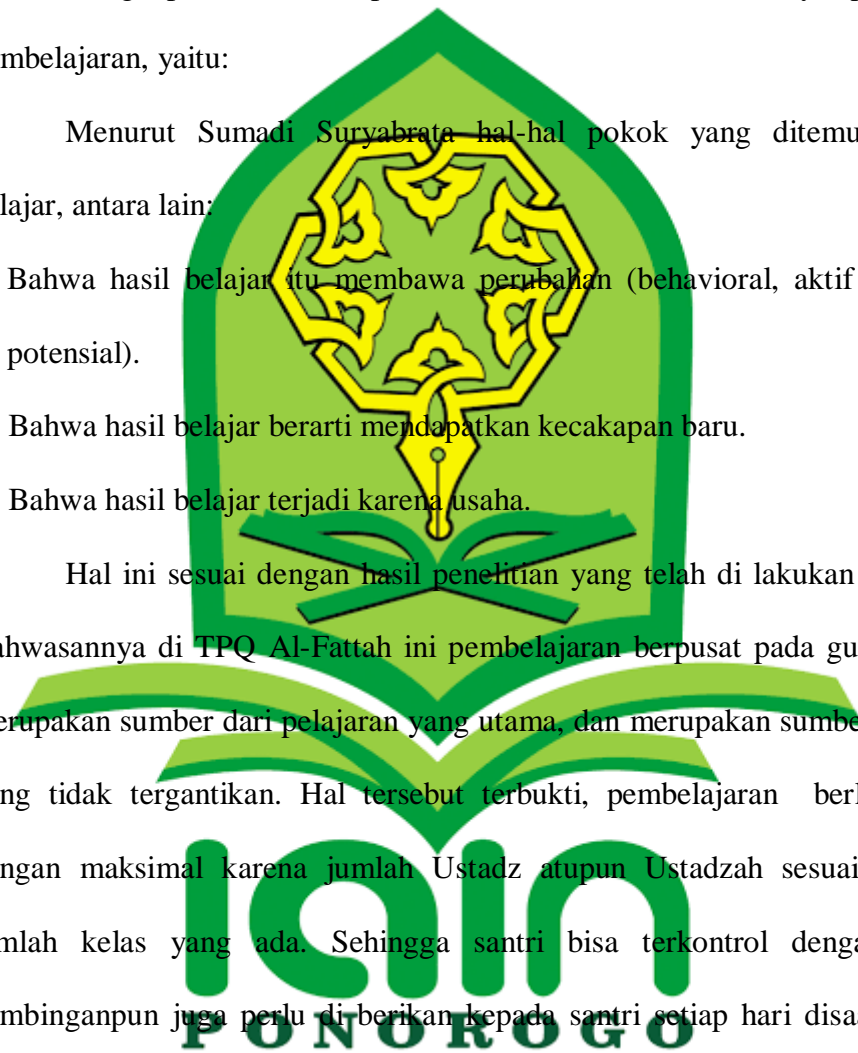 mbelajaran, yaitu:
Menurut Sumadi Suryabrata hal-hal pokok yang ditemu
lajar, antara lain:
Bahwa hasil belajar itu membawa perubahan (behavioral, aktif
potensial).
Bahwa hasil belajar berarti mendapatkan kecakapan baru.
Bahwa hasil belajar terjadi karena usaha.
Hal ini sesuai dengan hasil penelitian yang telah di lakukan
ahwasannya di TPQ Al-Fattah ini pembelajaran berpusat pada gu
erupakan sumber dari pelajaran yang utama, dan merupakan sumbe
ng tidak tergantikan. Hal tersebut terbukti, pembelajaran berl
ngan maksimal karena jumlah Ustadz atupun Ustadzah sesuai
mlah kelas yang ada. Sehingga santri bisa terkontrol denga
mbinganpun juga perlu di berikan kepada santri setiap hari disa
iain
PONOROGO